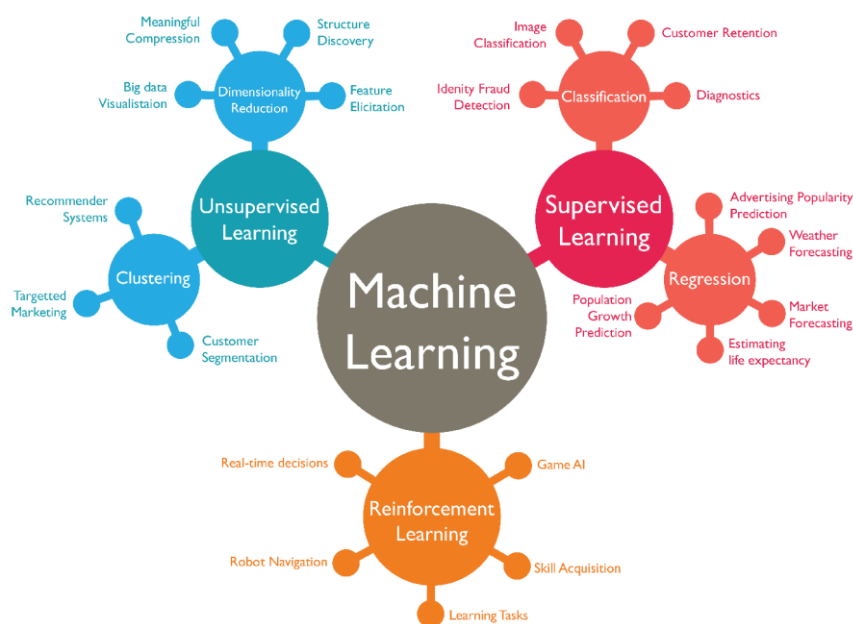 Meaningful
Compression
Structure
Discovery
Big data
Visualistaion
Dimensionality
Reduction
Feature
Elicitation
Image
Classification
Customer Retention
Idenity Fraud
Detection
Classification
Diagnostics
Recommender
Systems
Unsupervised
Learning
Supervised
Learning
Advertising Popularity
Prediction
Weather
Forecasting
Clustering
Regression
Targetted
Marketing
Customer
Segmentation
Machine
Learning
Population
Growth
Prediction
Market
Forecasting
Estimating
life expectancy
Real-time decisions
Game AI
Reinforcement
Learning
Robot Navigation
Skill Acquisition
Learning Tasks